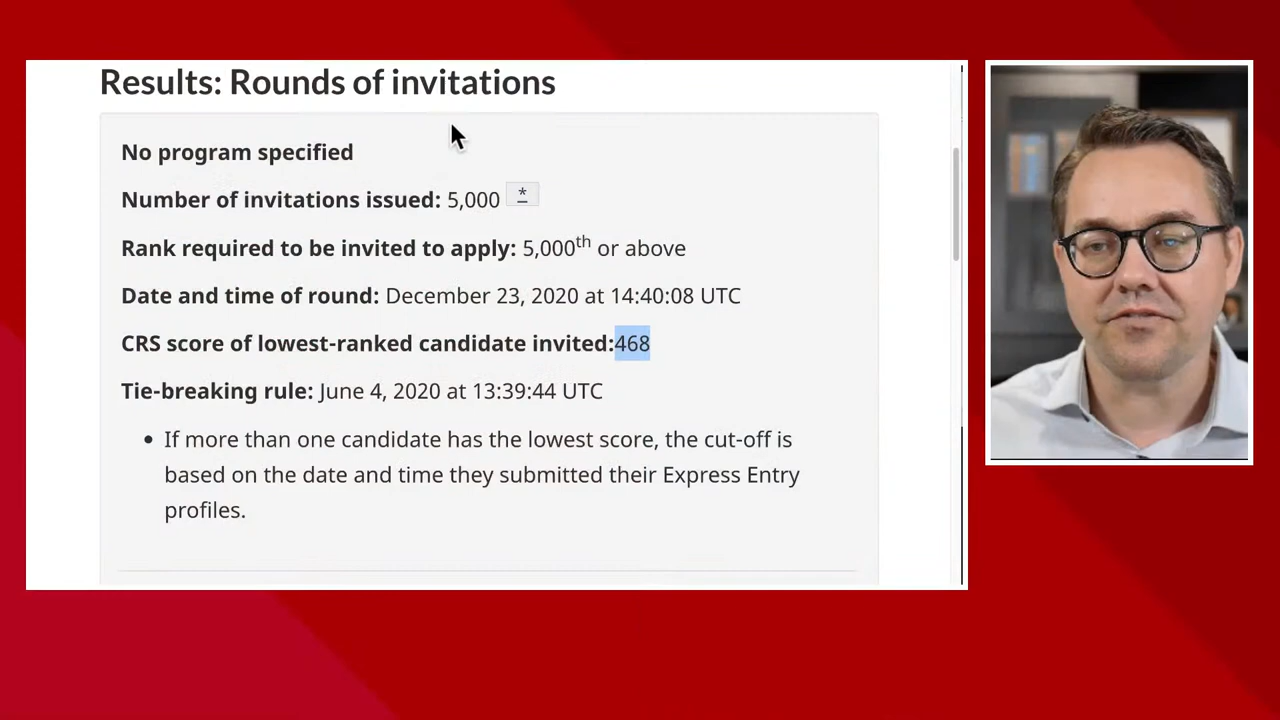 Results: Rounds of invitations
No program specified
Number of invitations issued: 5,000 *
Rank required to be invited to apply: 5,000th or above
Date and time of round: December 23, 2020 at 14:40:08 UTC
CRS score of lowest-ranked candidate invited:468
Tie-breaking rule: June 4, 2020 at 13:39:44 UTC
• If more than one candidate has the lowest score, the cut-off is
based on the date and time they submitted their Express Entry
profiles.